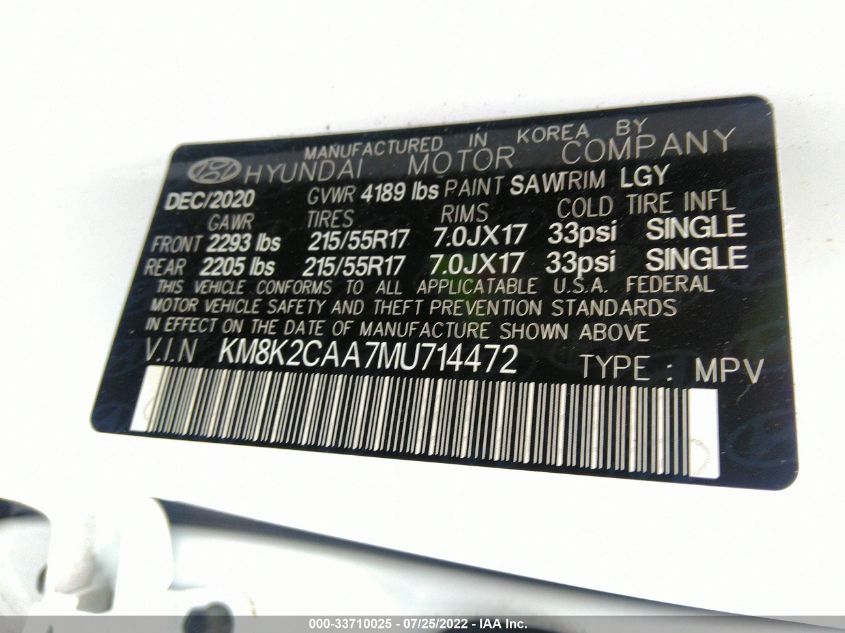 MANUFACTURED IN KOREA BY
HYUNDAI MOTOR COMPANY
DEC/2020 GVWR 4189 lbs PAINT SAW TRIM LGY
GAWR TIRES RIMS COLD TIRE INFL
FRONT 2293 lbs 215/55R17 7.0JX17 33psi SINGLE
REAR 2205 lbs 215/55R17 7.0JX17 33psi SINGLE
THIS VEHICLE CONFORMS TO ALL APPLICATABLE U.S.A. FEDERAL
MOTOR VEHICLE SAFETY AND THEFT PREVENTION STANDARDS
IN EFFECT ON THE DATE OF MANUFACTURE SHOWN ABOVE
V.I.N KM8K2CAA7MU714472 TYPE : MPV
000-33710025 - 07/25/2022 - IAA Inc.